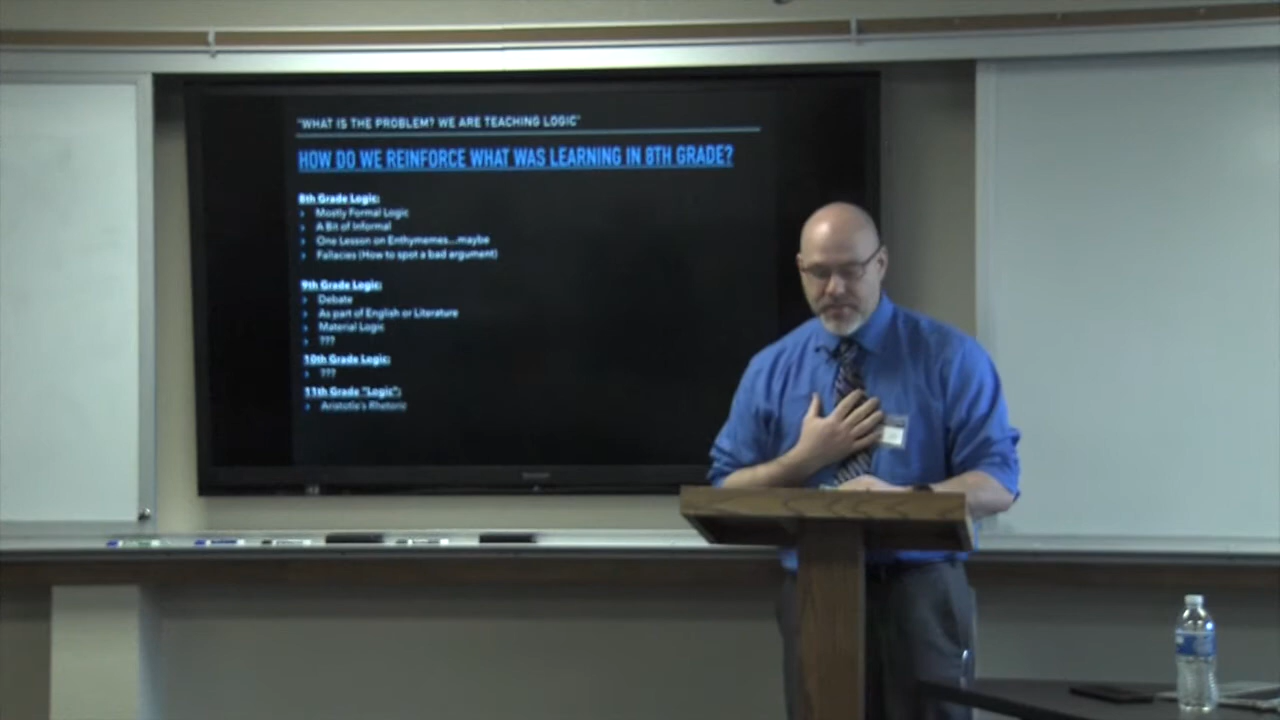 "WHAT IS THE PROBLEM? WE ARE TEACHING LOGIC"
HOW DO WE REINFORCE WHAT WAS LEARNING IN 8TH GRADE?
8th Grade Logic:
Mostly Formal Logic
A Bit of Informal
One Lesson on Enthymemes...maybe
Fallacies (How to spot a bad argument)
9th Grade Logic:
Debate
As part of English or Literature
Material Logic
???
10th Grade Logic:
???
11th Grade "Logic":
Aristotle's Rhetoric